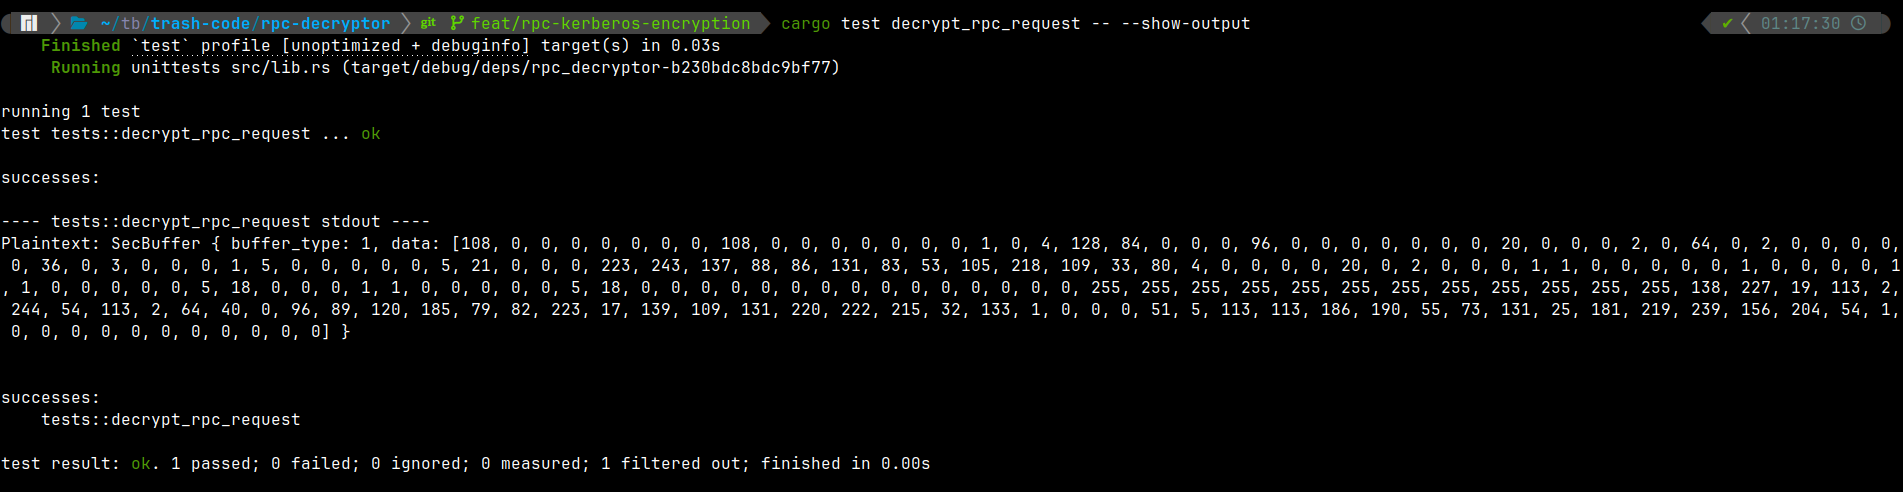 ~/tb/trash-code/rpc-decryptor git feat/rpc-kerberos-encryption cargo test decrypt_rpc_request -- --show-output ✔ 01:17:30
Finished `test` profile [unoptimized + debuginfo] target(s) in 0.03s
Running unittests src/lib.rs (target/debug/deps/rpc_decryptor-b230bdc8bdc9bf77)
running 1 test
test tests::decrypt_rpc_request ... ok
successes:
---- tests::decrypt_rpc_request stdout ----
Plaintext: SecBuffer { buffer_type: 1, data: [108, 0, 0, 0, 0, 0, 0, 0, 108, 0, 0, 0, 0, 0, 0, 0, 1, 0, 4, 128, 84, 0, 0, 0, 96, 0, 0, 0, 0, 0, 0, 0, 20, 0, 0, 0, 2, 0, 64, 0, 2, 0, 0, 0, 0,
0, 36, 0, 3, 0, 0, 0, 1, 5, 0, 0, 0, 0, 0, 5, 21, 0, 0, 0, 223, 243, 137, 88, 86, 131, 83, 53, 105, 218, 109, 33, 80, 4, 0, 0, 0, 0, 20, 0, 2, 0, 0, 0, 1, 1, 0, 0, 0, 0, 0, 1, 0, 0, 0, 0, 1
, 1, 0, 0, 0, 0, 0, 5, 18, 0, 0, 0, 1, 1, 0, 0, 0, 0, 0, 5, 18, 0, 0, 0, 0, 0, 0, 0, 0, 0, 0, 0, 0, 0, 0, 0, 255, 255, 255, 255, 255, 255, 255, 255, 255, 255, 255, 255, 138, 227, 19, 113, 2,
244, 54, 113, 2, 64, 40, 0, 96, 89, 120, 185, 79, 82, 223, 17, 139, 109, 131, 220, 222, 215, 32, 133, 1, 0, 0, 0, 51, 5, 113, 113, 186, 190, 55, 73, 131, 25, 181, 219, 239, 156, 204, 54, 1,
0, 0, 0, 0, 0, 0, 0, 0, 0, 0, 0] }
successes:
tests::decrypt_rpc_request
test result: ok. 1 passed; 0 failed; 0 ignored; 0 measured; 1 filtered out; finished in 0.00s